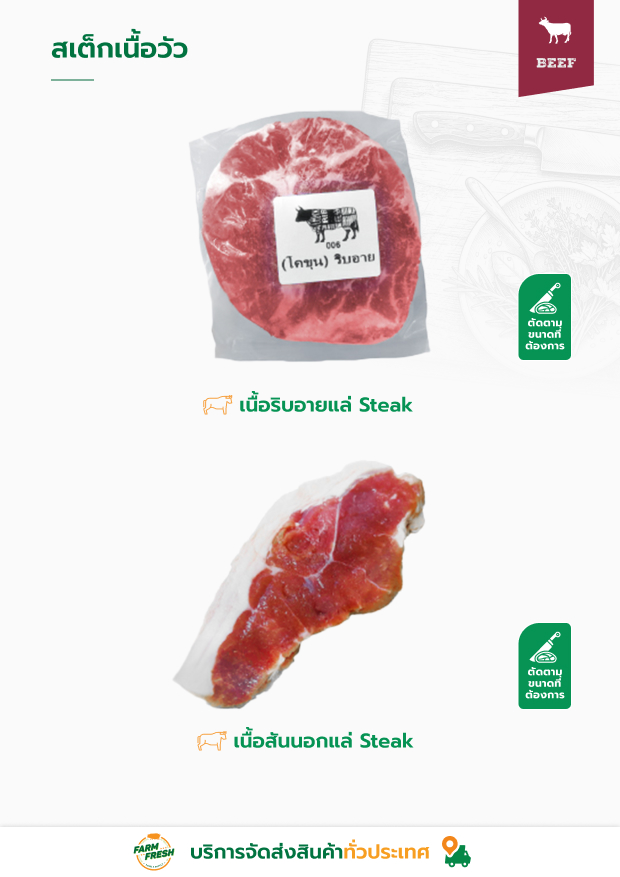 สเต็กเนื้อวัว
BEEF
006
(โคขุน) ริบอาย
ตัดตาม
ขนาดที่
ต้องการ
เนื้อริบอายแล่ Steak
ตัดตาม
ขนาดที่
ต้องการ
เนื้อสันนอกแล่ Steak
FARM
FRESH
บริการจัดส่งสินค้าทั่วประเทศ